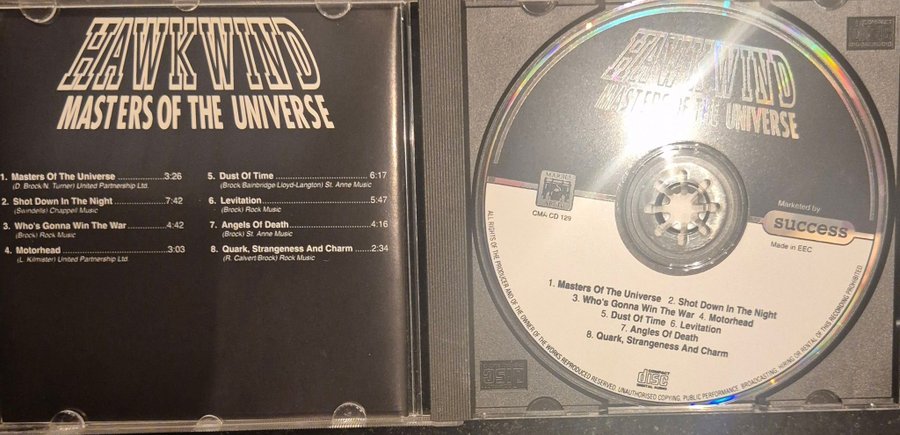 HAWKWIND
MASTERS OF THE UNIVERSE
1. Masters Of The Universe 3:26
(D. Brock/N. Turner) United Partnership Ltd.
2. Shot Down In The Night 7:42
(Swindells) Chappel Music
3. Who's Gonna Win The War 4:42
(Brock) Rock Music
4. Motorhead 3:03
(L. Kilmister) United Partnership Ltd.
5. Dust Of Time 6:17
(Brock Bainbridge Lloyd-Langton) St. Anne Music
6. Levitation 5:47
(Brock) Rock Music
7. Angels Of Death 4:21
(Brock) St. Anne Music
8. Quark, Strangeness And Charm 2:34
(R. Calvert Brock) Rock Music
HAWKWIND
MASTERS OF THE UNIVERSE
CMA CD 129
Marketed by
success
Made in EEC
1. Masters Of The Universe 2. Shot Down In The Night
3. Who's Gonna Win The War 4. Motorhead
5. Dust Of Time 6. Levitation
7. Angles Of Death
8. Quark, Strangeness And Charm
COMPACT
disc
DIGITAL AUDIO
ALL RIGHTS OF THE PRODUCER AND OF THE OWNER OF THE WORKS REPRODUCED RESERVED. UNAUTHORISED COPYING, PUBLIC PERFORMANCE, BROADCASTING, HIRING OR RENTAL OF THIS RECORDING PROHIBITED.